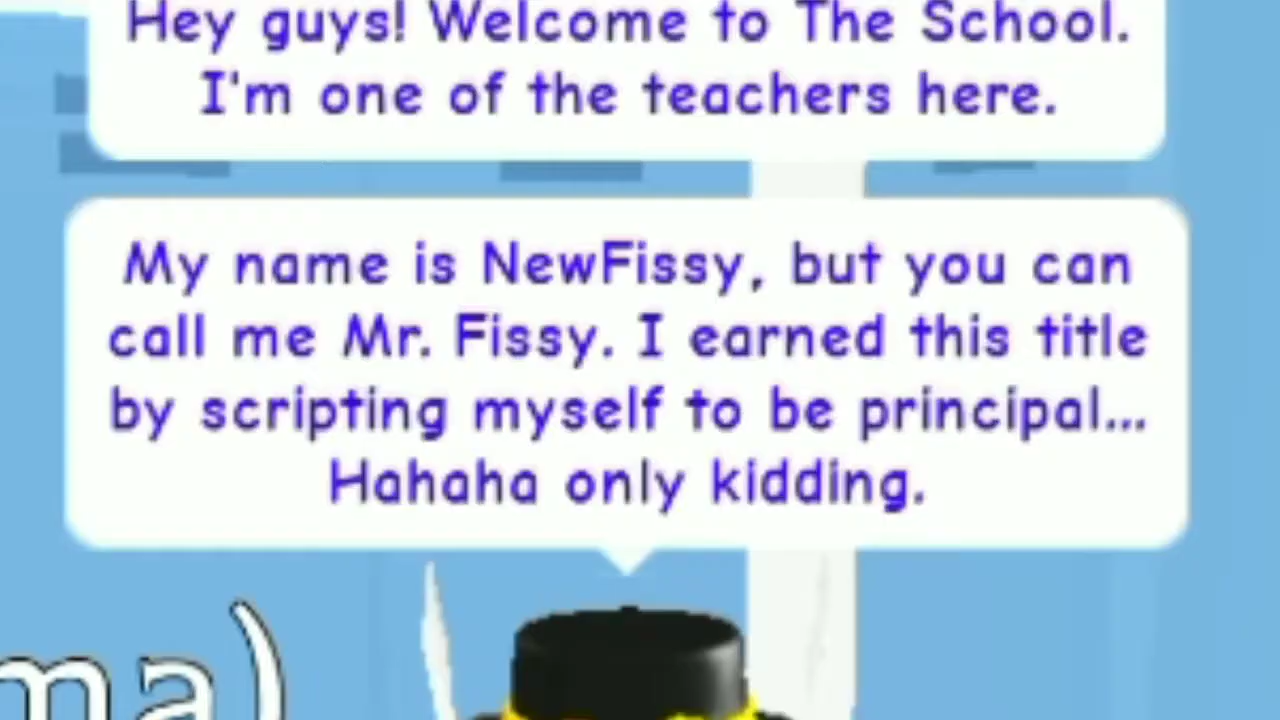 Hey guys! Welcome to The School.
I'm one of the teachers here.
My name is NewFissy, but you can
call me Mr. Fissy. I earned this title
by scripting myself to be principal...
Hahaha only kidding.
ma)